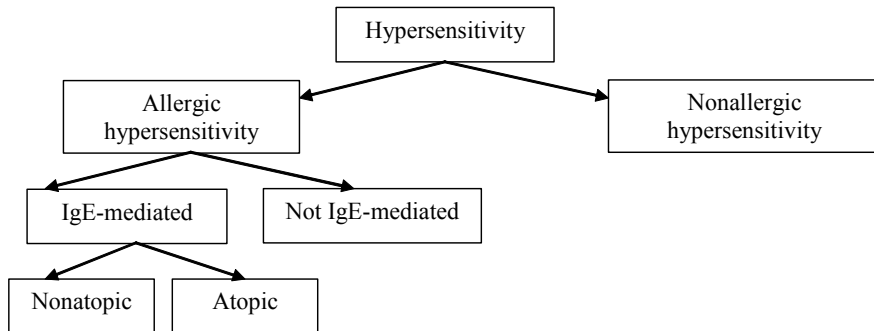 Hypersensitivity
Allergic
hypersensitivity
Nonallergic
hypersensitivity
IgE-mediated
Not IgE-mediated
Nonatopic
Atopic